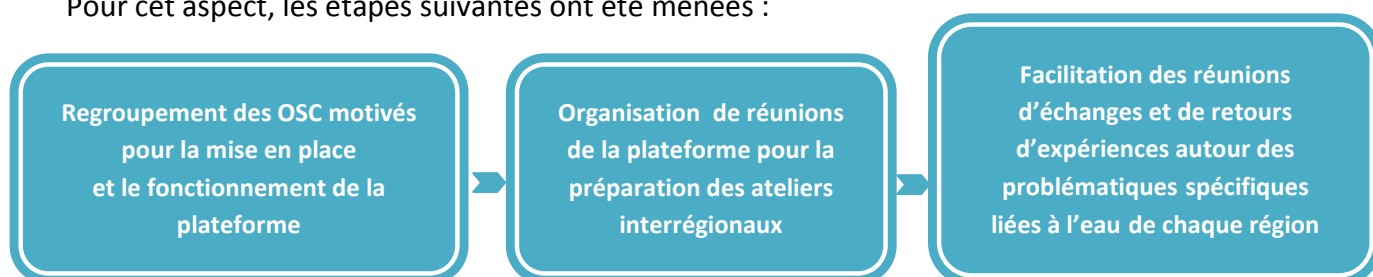 Pour cet aspect, les étapes suivantes ont été menées :
Regroupement des OSC motivés
pour la mise en place
et le fonctionnement de la
plateforme
Organisation de réunions
de la plateforme pour la
préparation des ateliers
interrégionaux
Facilitation des réunions
d’échanges et de retours
d’expériences autour des
problématiques spécifiques
liées à l’eau de chaque région